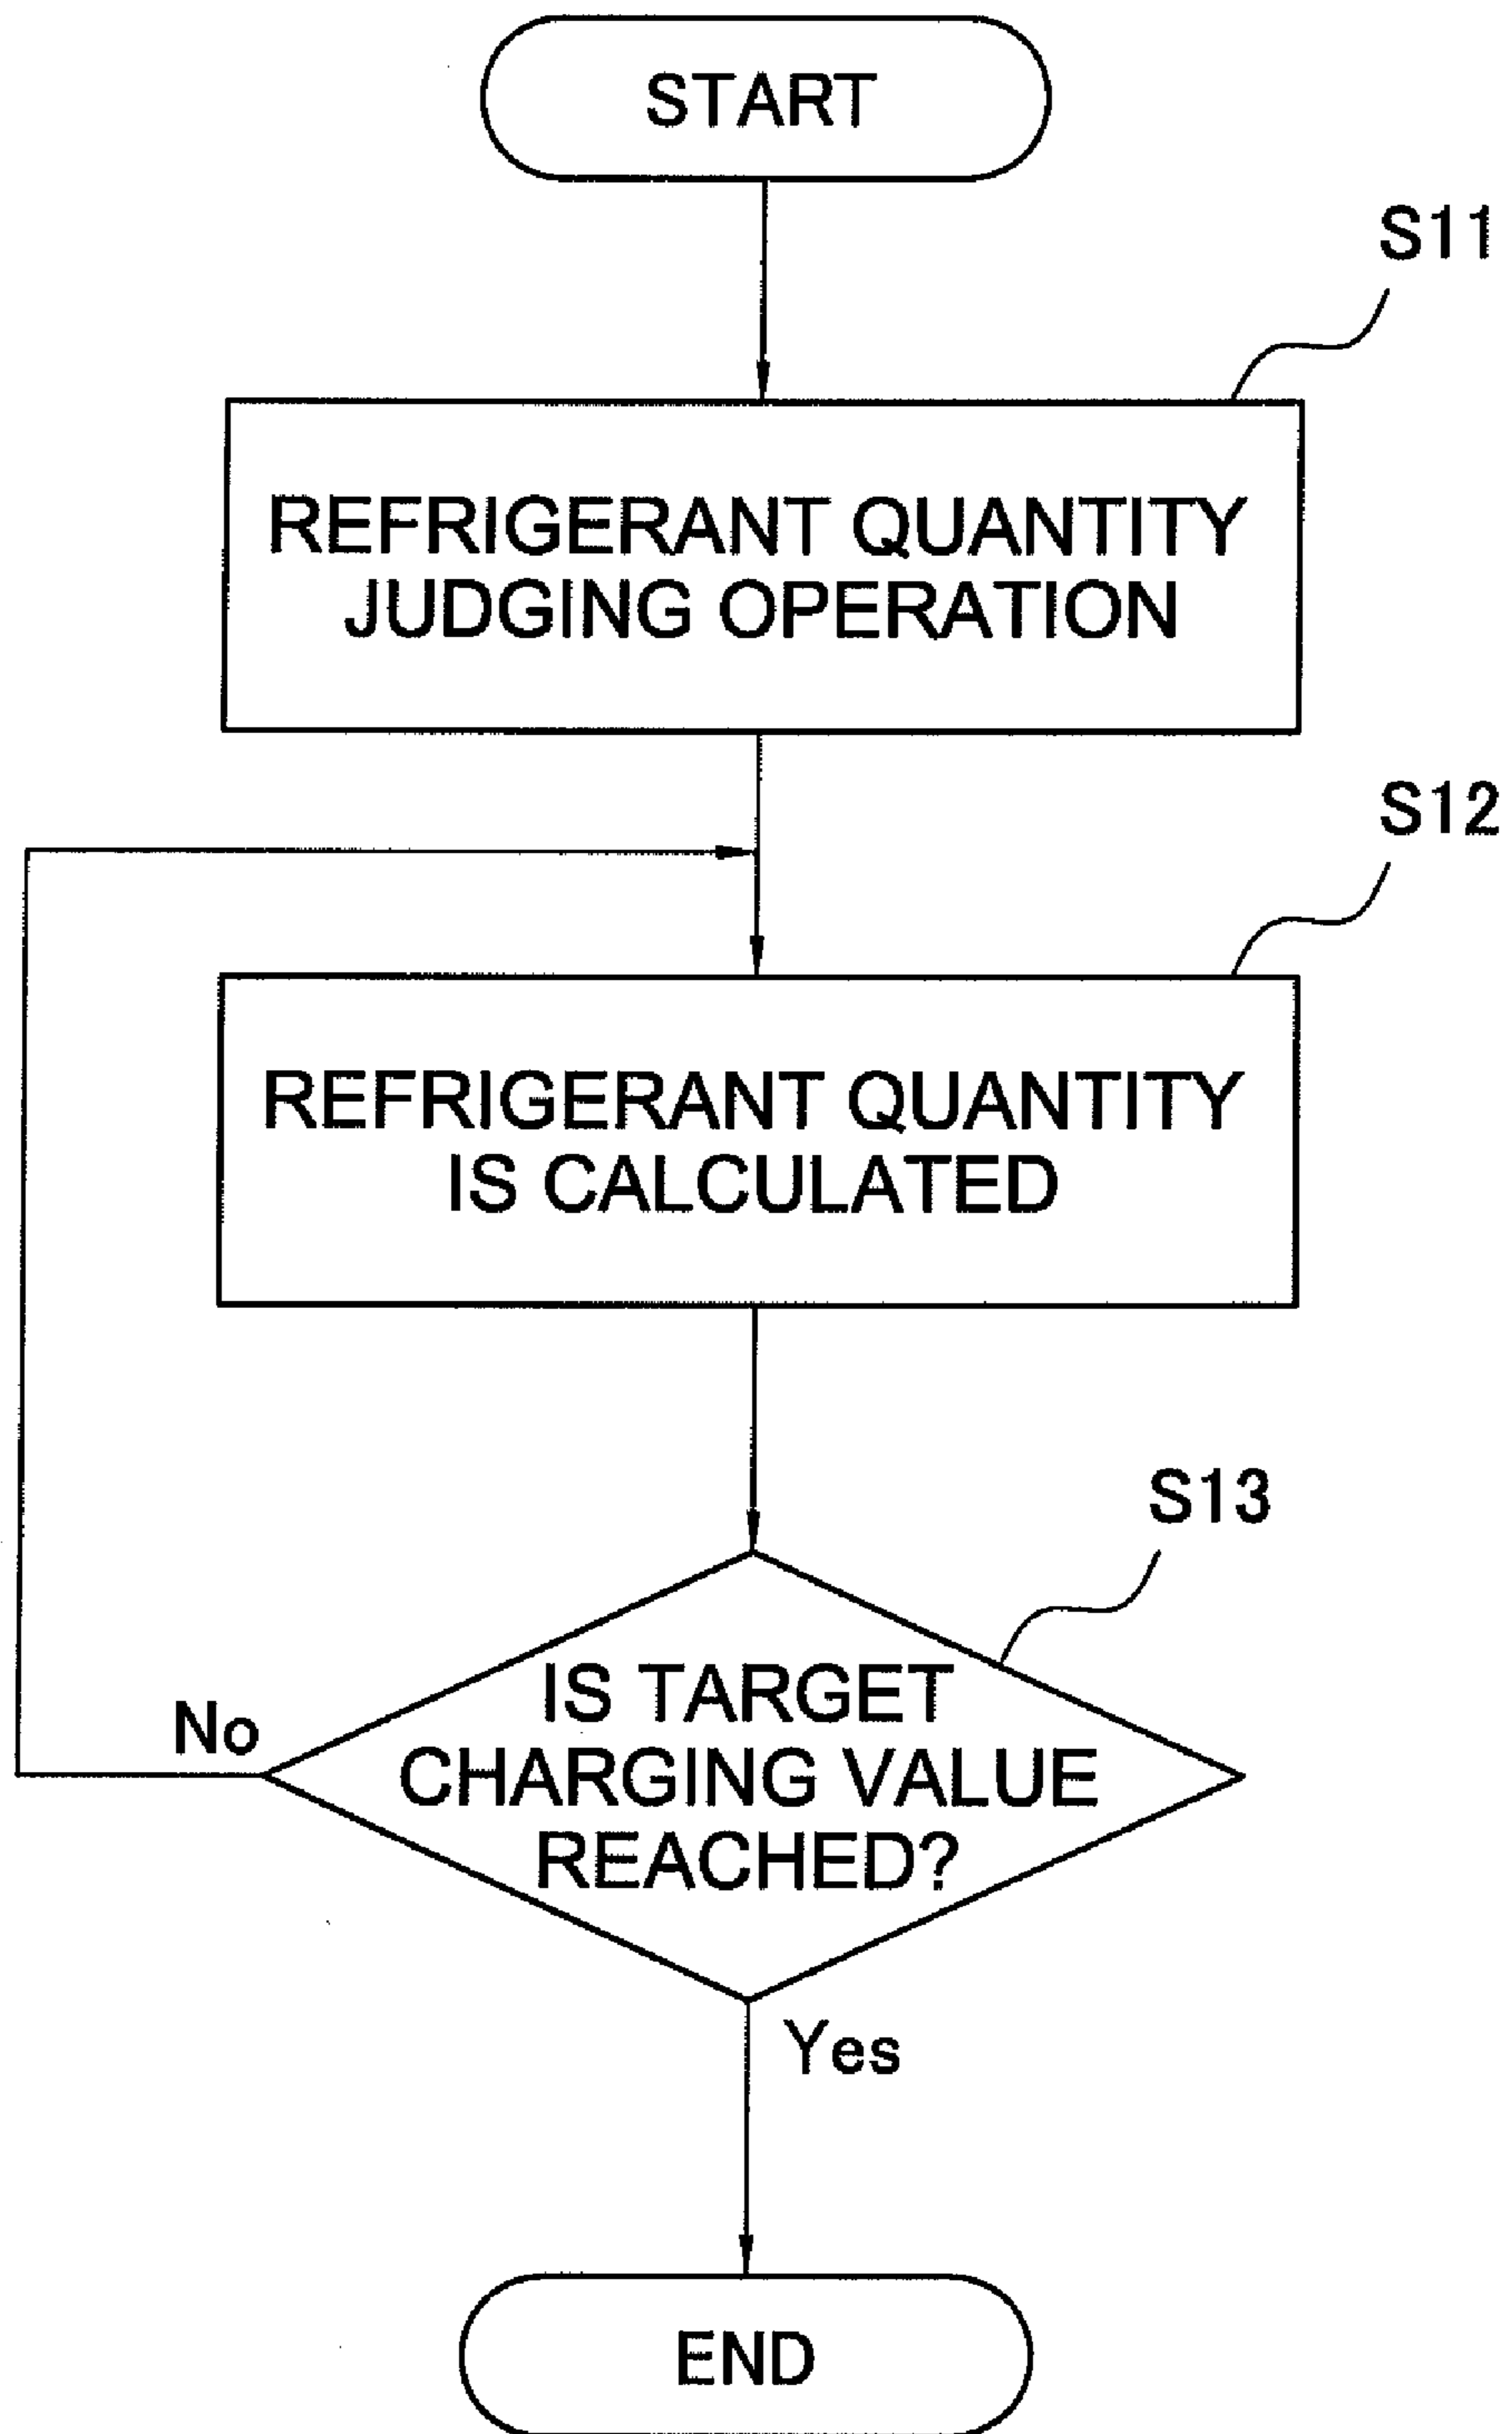 START
S11
REFRIGERANT QUANTITY
JUDGING OPERATION
S12
REFRIGERANT QUANTITY
IS CALCULATED
S13
IS TARGET
CHARGING VALUE
REACHED?
No
Yes
END